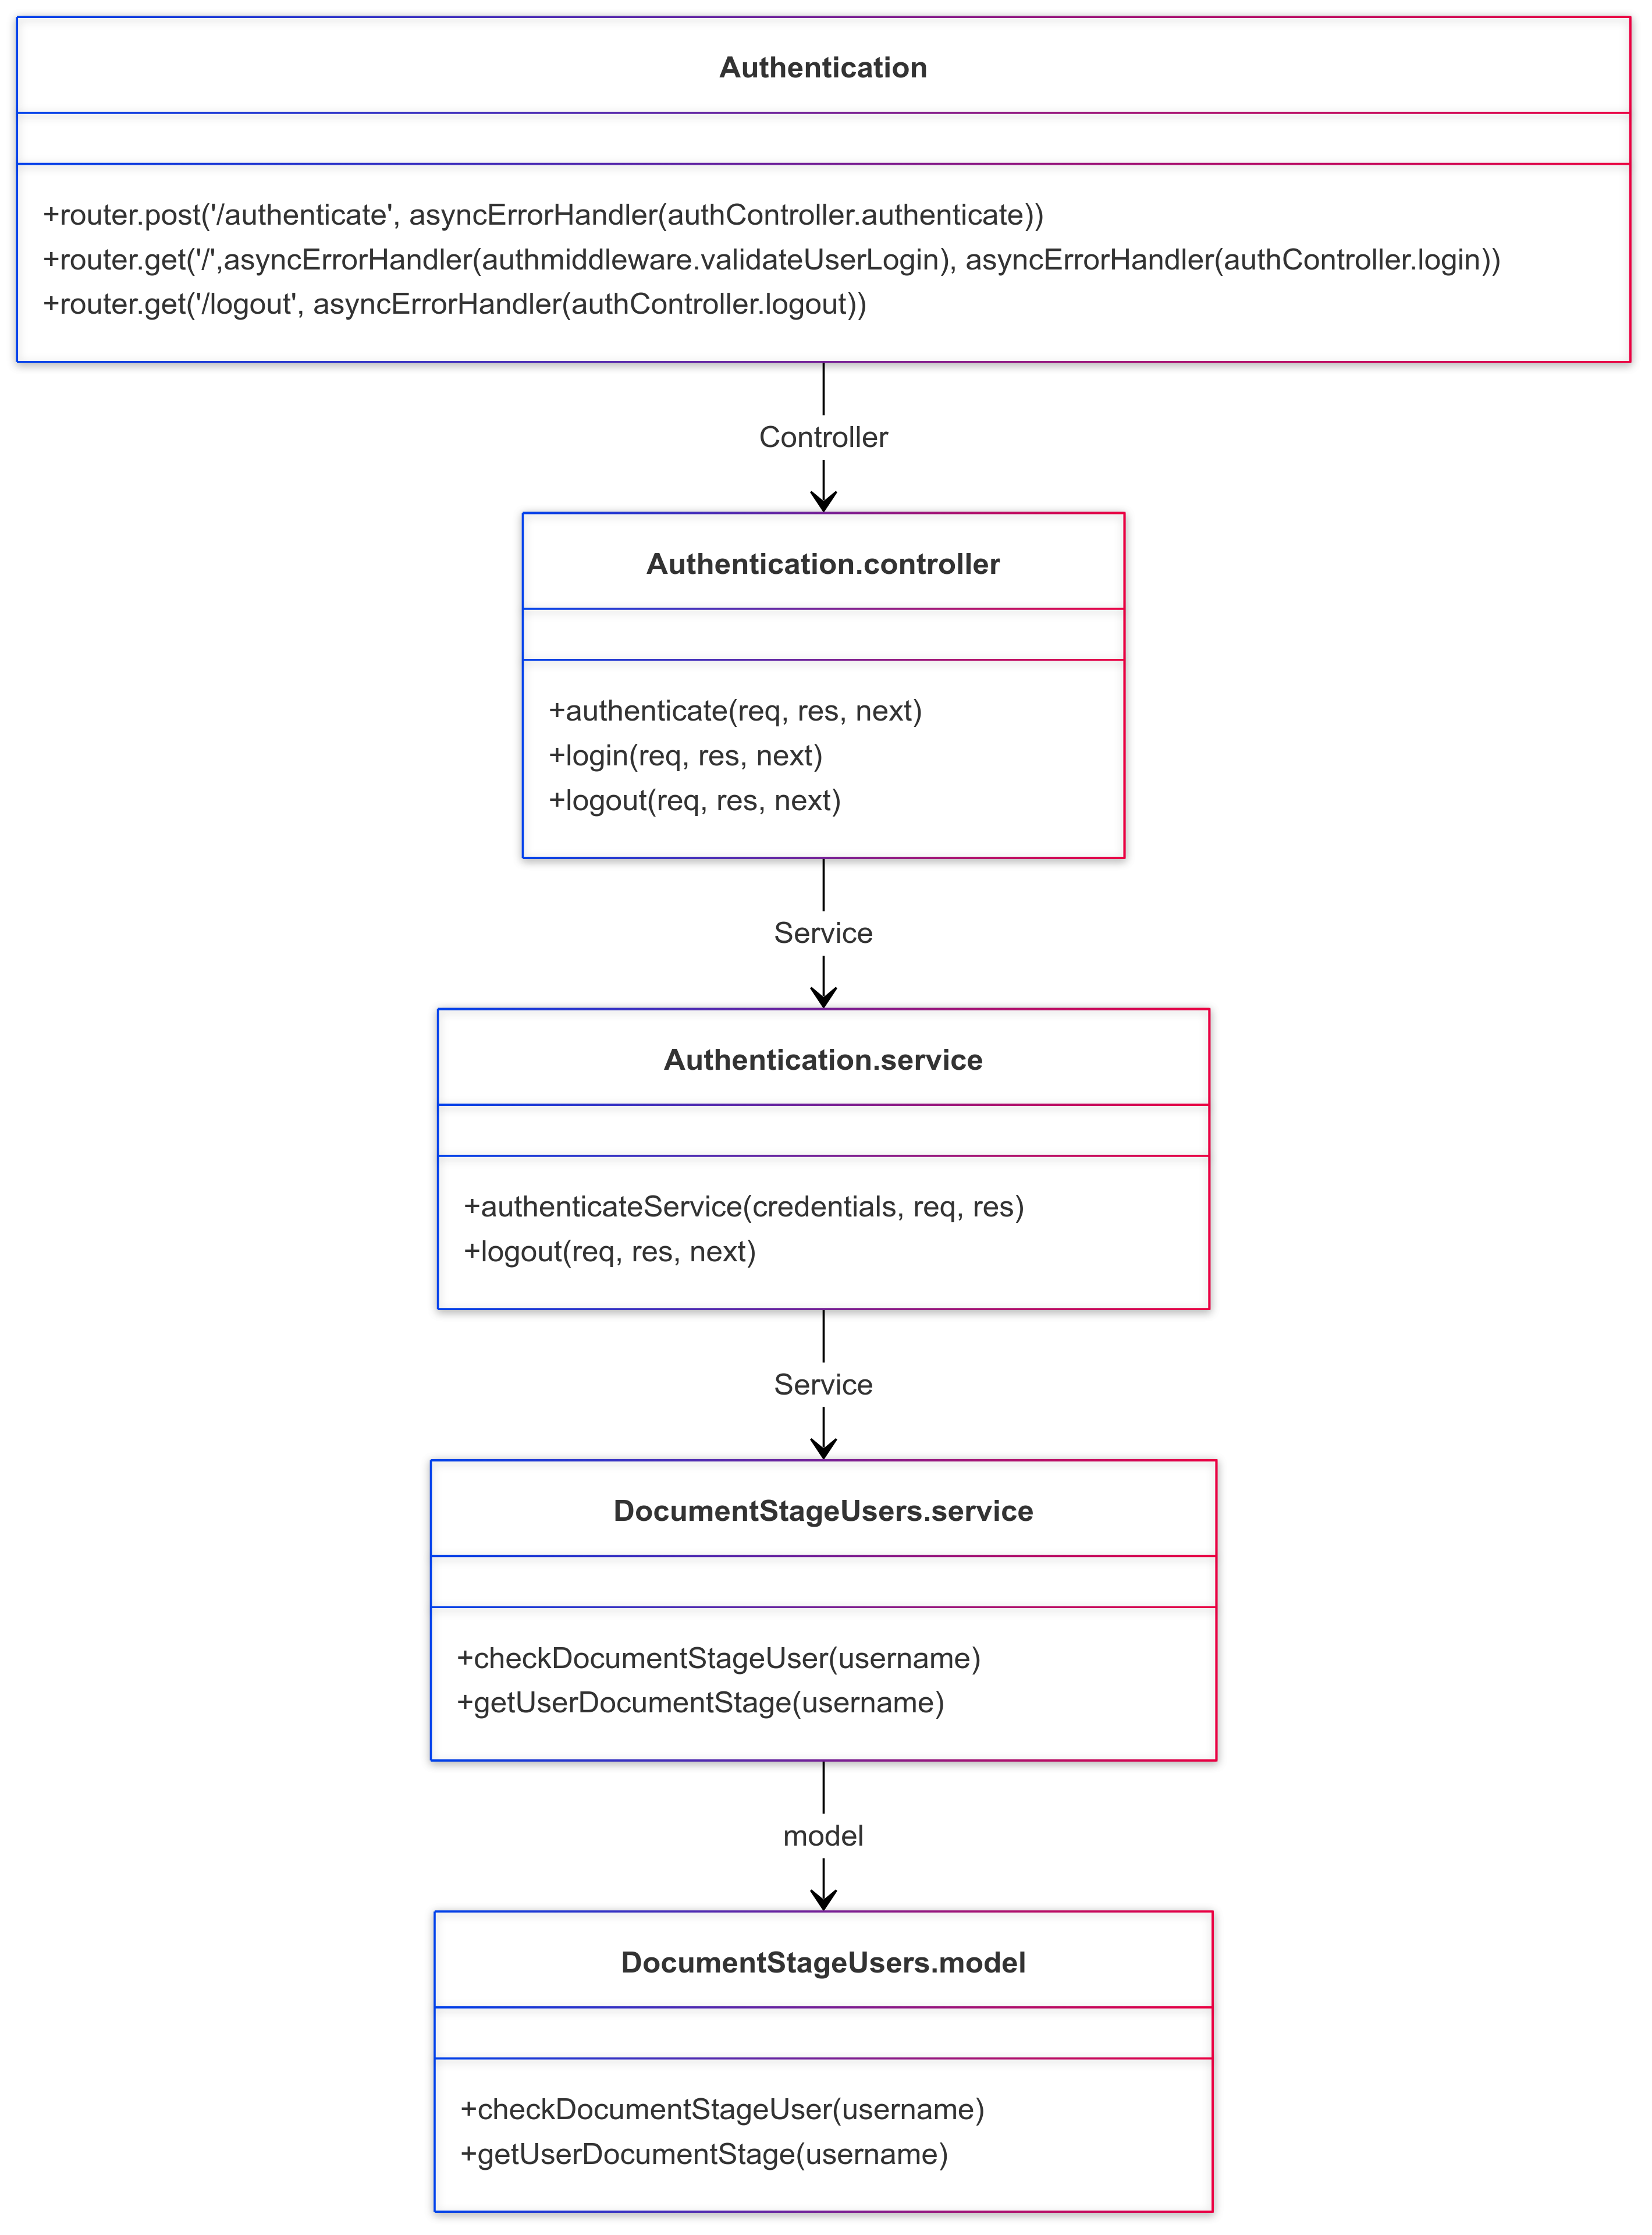 Authentication
+router.post('/authenticate', asyncErrorHandler(authController.authenticate))
+router.get('/',asyncErrorHandler(authmiddleware.validateUserLogin), asyncErrorHandler(authController.login))
+router.get('/logout', asyncErrorHandler(authController.logout))
Controller
Authentication.controller
+authenticate(req, res, next)
+login(req, res, next)
+logout(req, res, next)
Service
Authentication.service
+authenticateService(credentials, req, res)
+logout(req, res, next)
Service
DocumentStageUsers.service
+checkDocumentStageUser(username)
+getUserDocumentStage(username)
model
DocumentStageUsers.model
+checkDocumentStageUser(username)
+getUserDocumentStage(username)